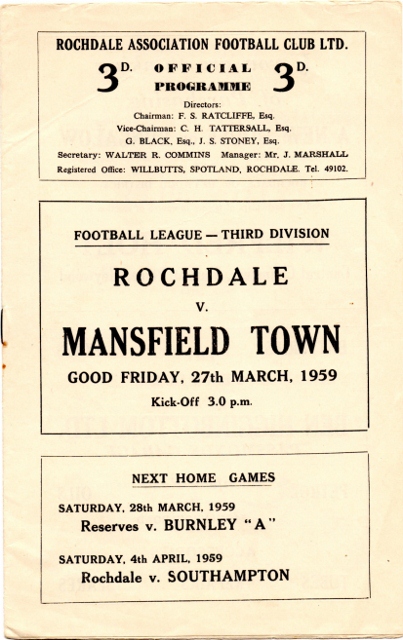 ROCHDALE ASSOCIATION FOOTBALL CLUB LTD.
3D. OFFICIAL PROGRAMME 3D.
Directors:
Chairman: F. S. RATCLIFFE, Esq.
Vice-Chairman: C. H. TATTERSALL, Esq.
G. BLACK, Esq., J. S. STONEY, Esq.
Secretary: WALTER R. COMMINS Manager: Mr. J. MARSHALL
Registered Office: WILLBUTTS, SPOTLAND, ROCHDALE. Tel. 49102.
FOOTBALL LEAGUE — THIRD DIVISION
ROCHDALE
V.
MANSFIELD TOWN
GOOD FRIDAY, 27th MARCH, 1959
Kick-Off 3.0 p.m.
NEXT HOME GAMES
SATURDAY, 28th MARCH, 1959
Reserves v. BURNLEY "A"
SATURDAY, 4th APRIL, 1959
Rochdale v. SOUTHAMPTON